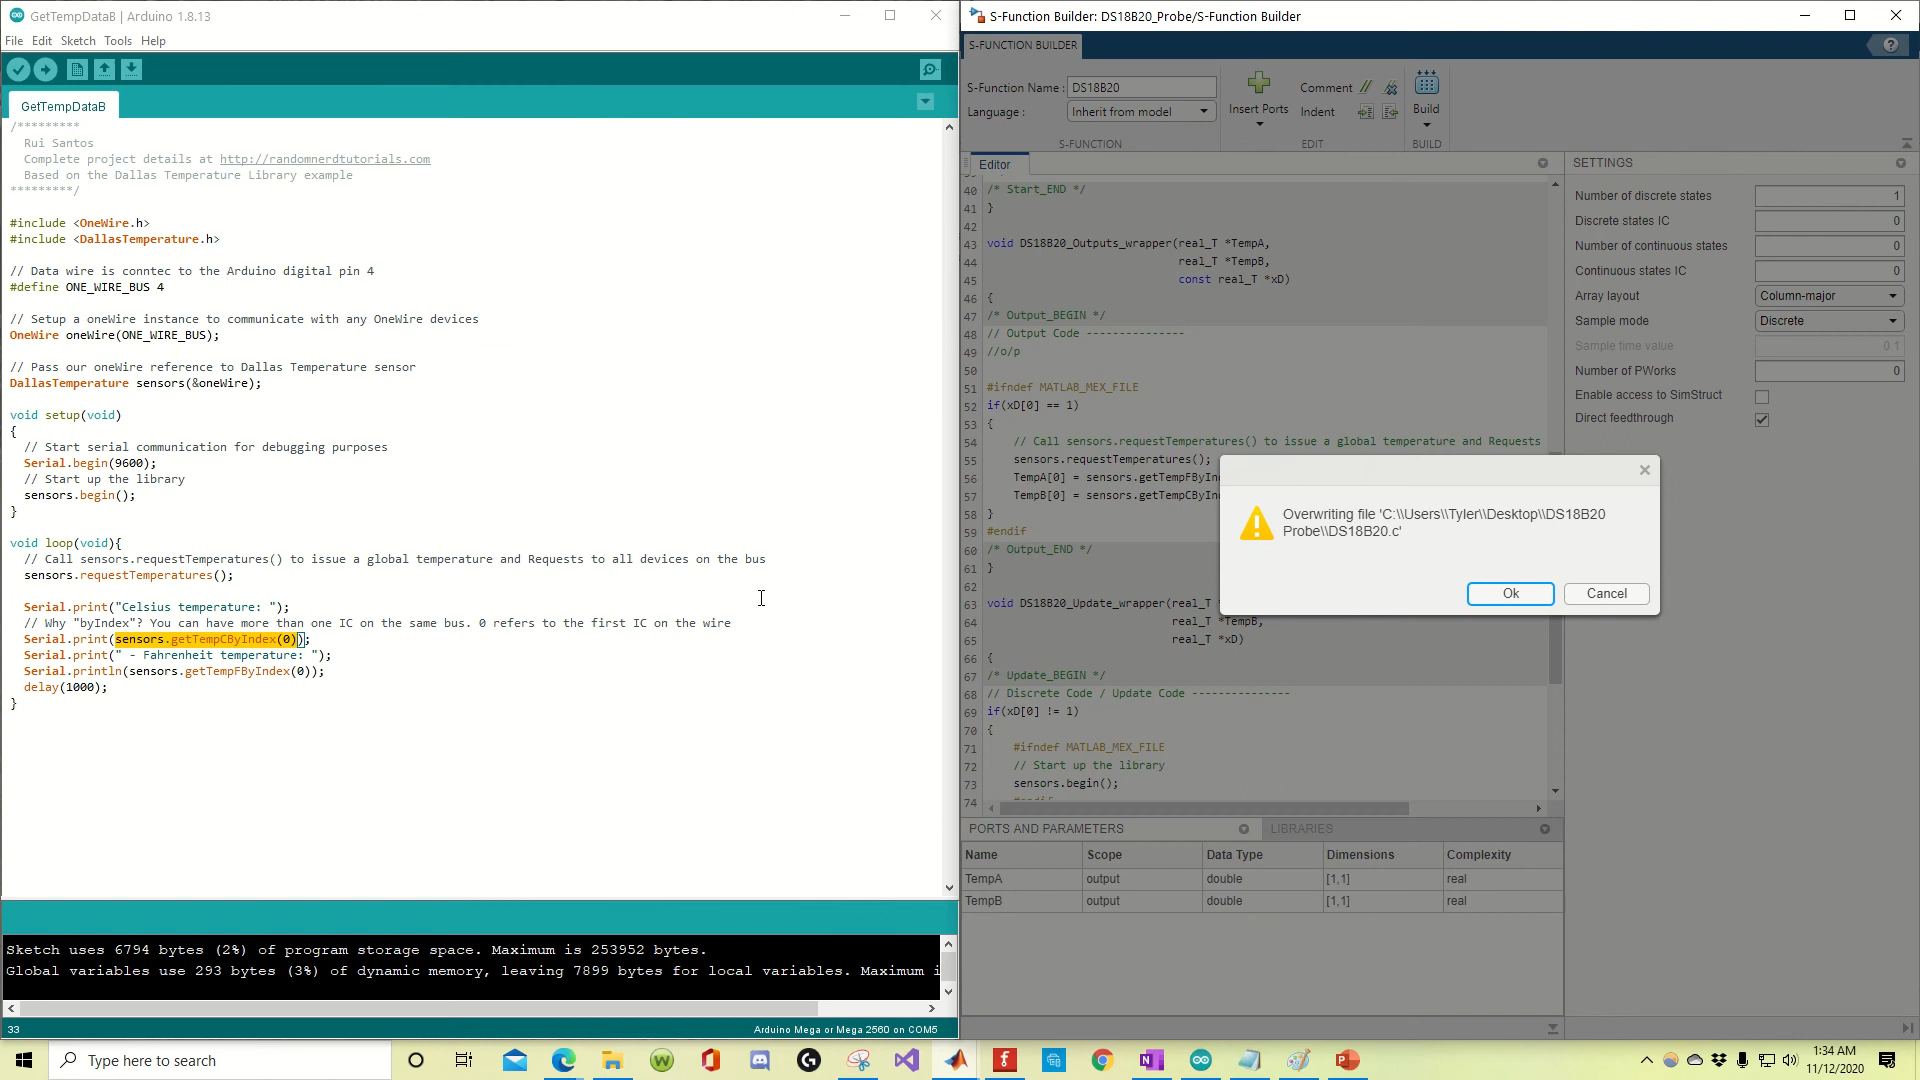 GetTempDataB | Arduino 1.8.13
File Edit Sketch Tools Help
GetTempDataB
/*********
Rui Santos
Complete project details at http://randomnerdtutorials.com
Based on the Dallas Temperature Library example
*********/
#include <OneWire.h>
#include <DallasTemperature.h>
// Data wire is conntec to the Arduino digital pin 4
#define ONE_WIRE_BUS 4
// Setup a oneWire instance to communicate with any OneWire devices
OneWire oneWire(ONE_WIRE_BUS);
// Pass our oneWire reference to Dallas Temperature sensor
DallasTemperature sensors(&oneWire);
void setup(void)
{
// Start serial communication for debugging purposes
Serial.begin(9600);
// Start up the library
sensors.begin();
}
void loop(void){
// Call sensors.requestTemperatures() to issue a global temperature and Requests to all devices on the bus
sensors.requestTemperatures();
Serial.print("Celsius temperature: ");
// Why "byIndex"? You can have more than one IC on the same bus. 0 refers to the first IC on the wire
Serial.print(sensors.getTempCByIndex(0));
Serial.print(" - Fahrenheit temperature: ");
Serial.println(sensors.getTempFByIndex(0));
delay(1000);
}
Sketch uses 6794 bytes (2%) of program storage space. Maximum is 253952 bytes.
Global variables use 293 bytes (3%) of dynamic memory, leaving 7899 bytes for local variables. Maximum i
33
Arduino Mega or Mega 2560 on COM5
S-Function Builder: DS18B20_Probe/S-Function Builder
S-FUNCTION BUILDER
S-Function Name : DS18B20
Language : Inherit from model
Insert Ports
Comment
Indent
Build
S-FUNCTION EDIT BUILD
Editor
40 /* Start_END */
41 }
42
43 void DS18B20_Outputs_wrapper(real_T *TempA,
44 real_T *TempB,
45 const real_T *xD)
46 {
47 /* Output_BEGIN */
48 // Output Code ---------------
49 //o/p
50
51 #ifndef MATLAB_MEX_FILE
52 if(xD[0] == 1)
53 {
54 // Call sensors.requestTemperatures() to issue a global temperature and Requests
55 sensors.requestTemperatures();
56 TempA[0] = sensors.getTempFByIn
57 TempB[0] = sensors.getTempCByIn
58 }
59 #endif
60 /* Output_END */
61 }
62
63 void DS18B20_Update_wrapper(real_T *
64 real_T *TempB,
65 real_T *xD)
66 {
67 /* Update_BEGIN */
68 // Discrete Code / Update Code --------------
69 if(xD[0] != 1)
70 {
71 #ifndef MATLAB_MEX_FILE
72 // Start up the library
73 sensors.begin();
74
SETTINGS
Number of discrete states 1
Discrete states IC 0
Number of continuous states 0
Continuous states IC 0
Array layout Column-major
Sample mode Discrete
Sample time value 0.1
Number of PWorks 0
Enable access to SimStruct
Direct feedthrough
Overwriting file 'C:\\Users\\Tyler\\Desktop\\DS18B20
Probe\\DS18B20.c'
Ok Cancel
PORTS AND PARAMETERS LIBRARIES
Name Scope Data Type Dimensions Complexity
TempA output double [1,1] real
TempB output double [1,1] real
Type here to search
1:34 AM
11/12/2020